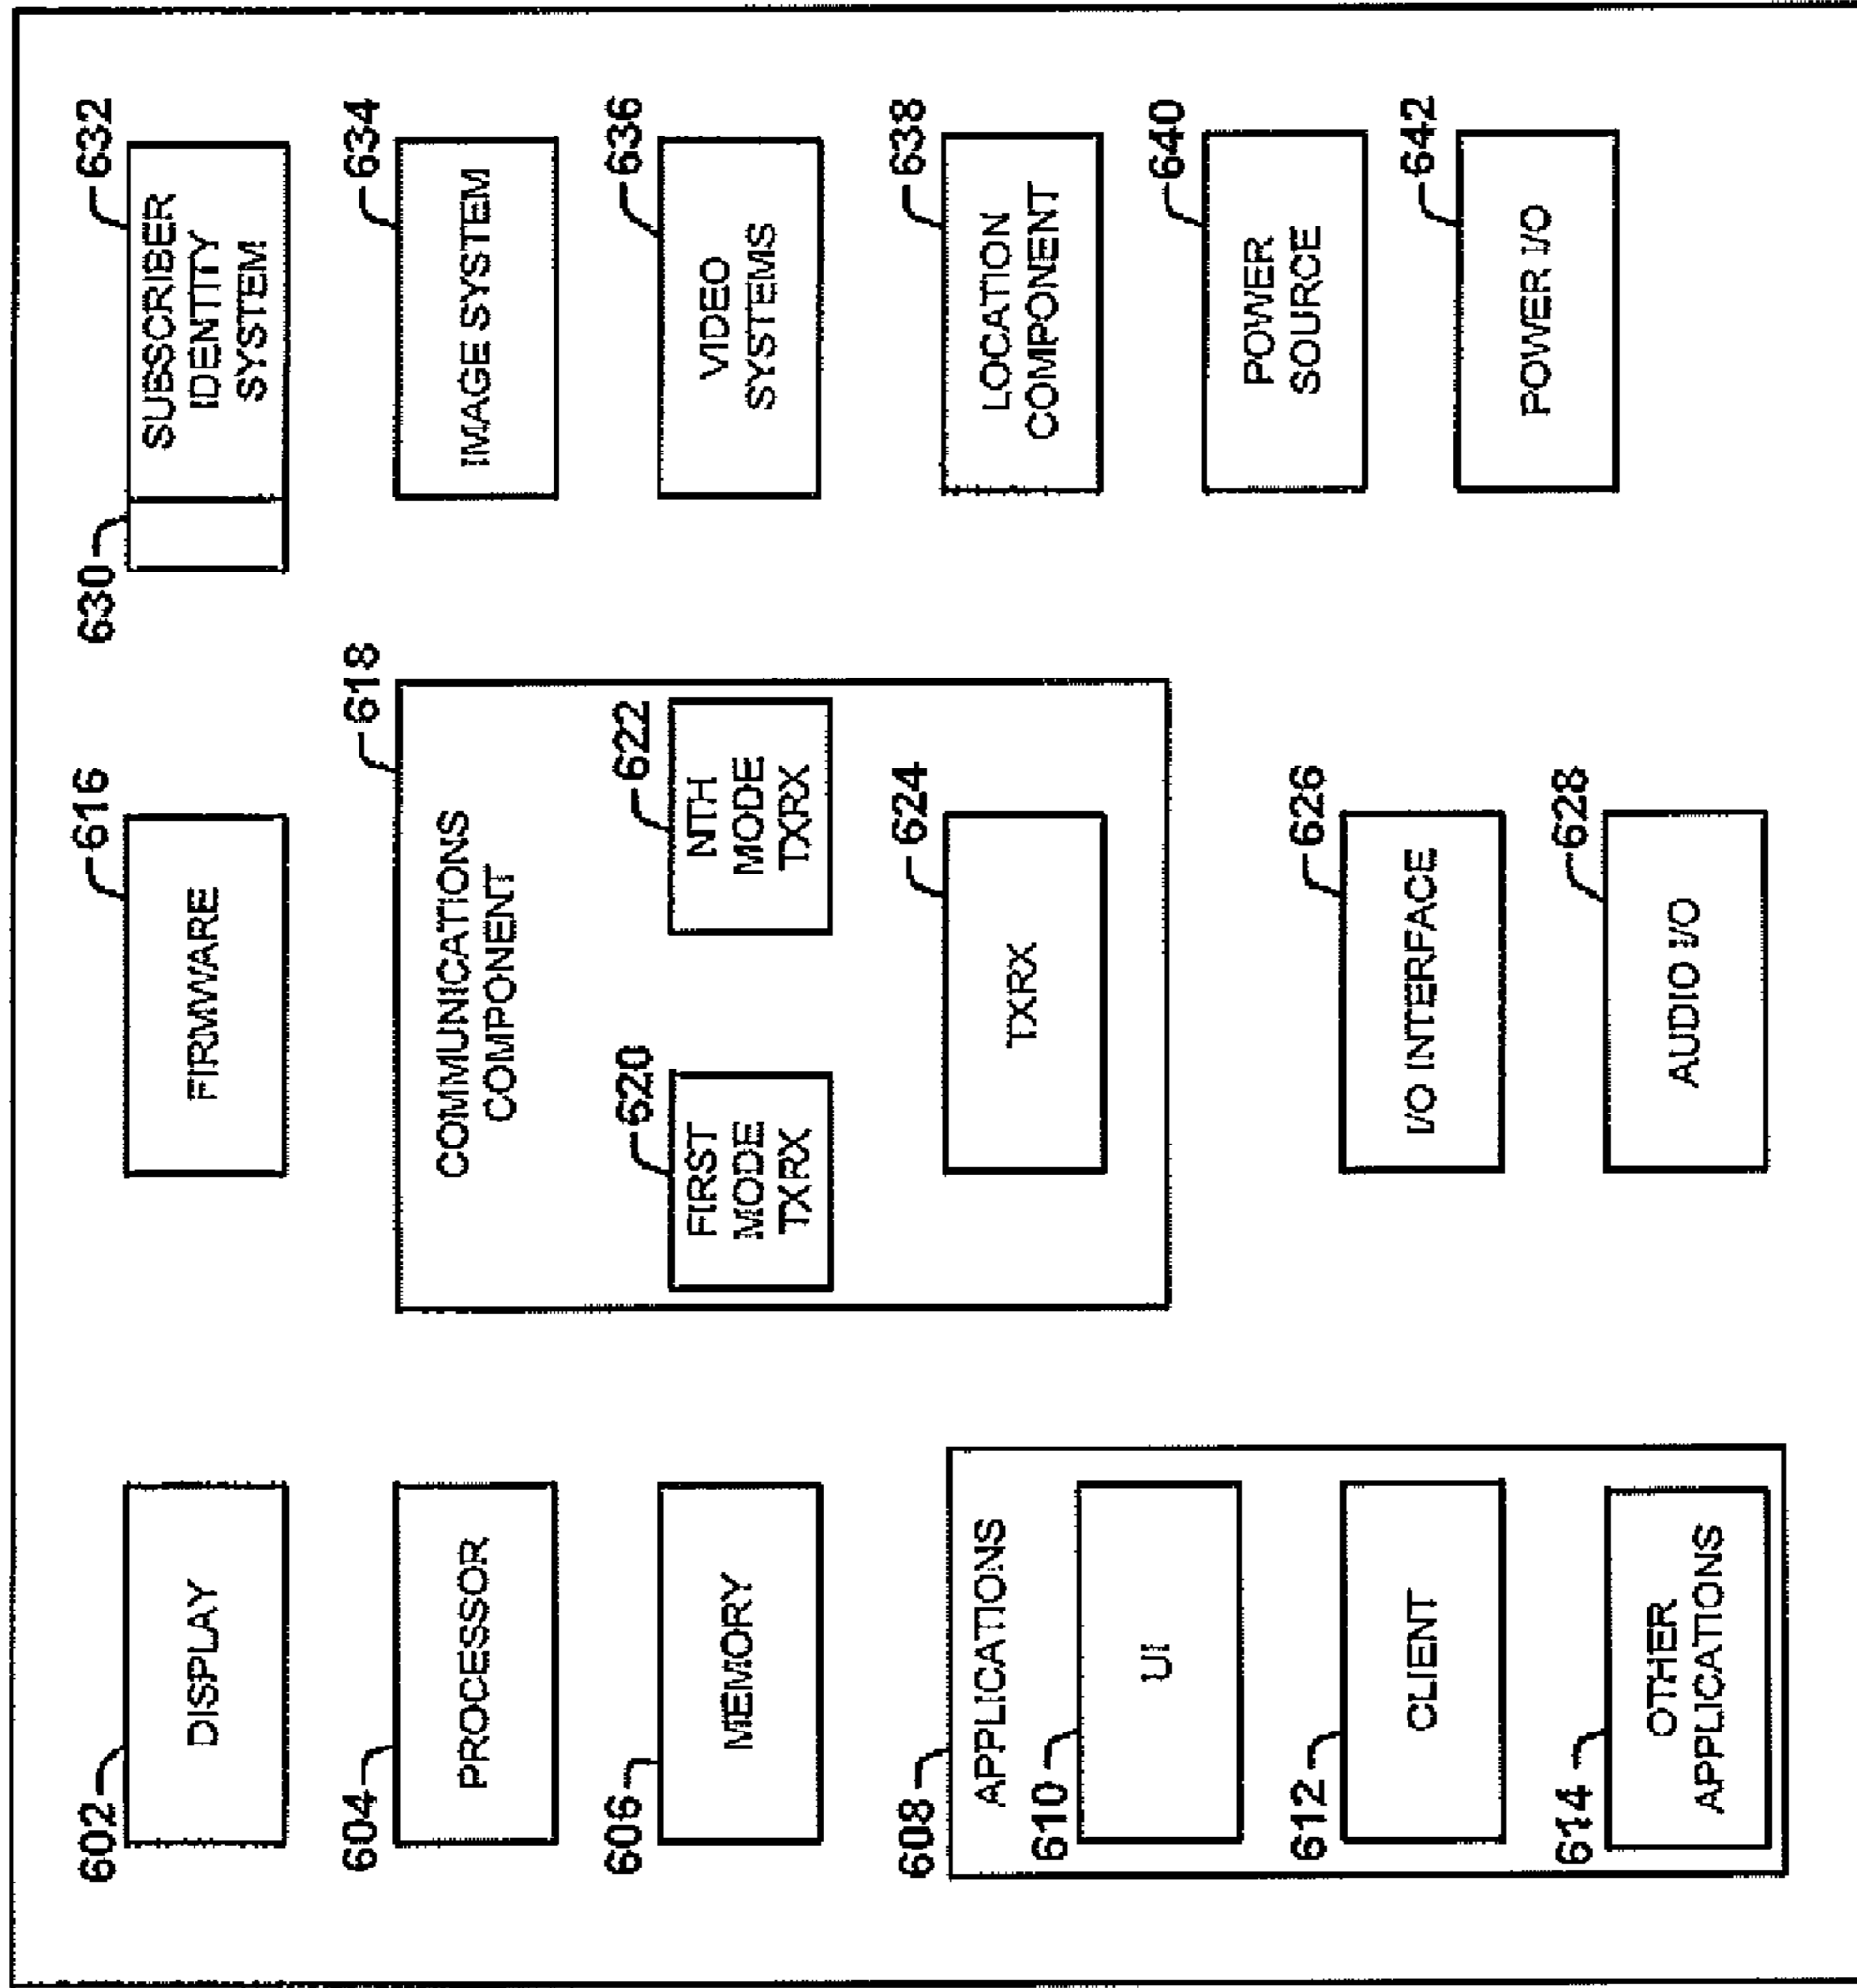 602
DISPLAY
604
PROCESSOR
606
MEMORY
608
APPLICATIONS
610
UI
612
CLIENT
614
OTHER
APPLICATIONS
616
FIRMWARE
618
COMMUNICATIONS
COMPONENT
620
FIRST
MODE
TXRX
622
NTH
MODE
TXRX
624
TXRX
626
I/O INTERFACE
628
AUDIO I/O
630
632
SUBSCRIBER
IDENTITY
SYSTEM
634
IMAGE SYSTEM
636
VIDEO
SYSTEMS
638
LOCATION
COMPONENT
640
POWER
SOURCE
642
POWER I/O